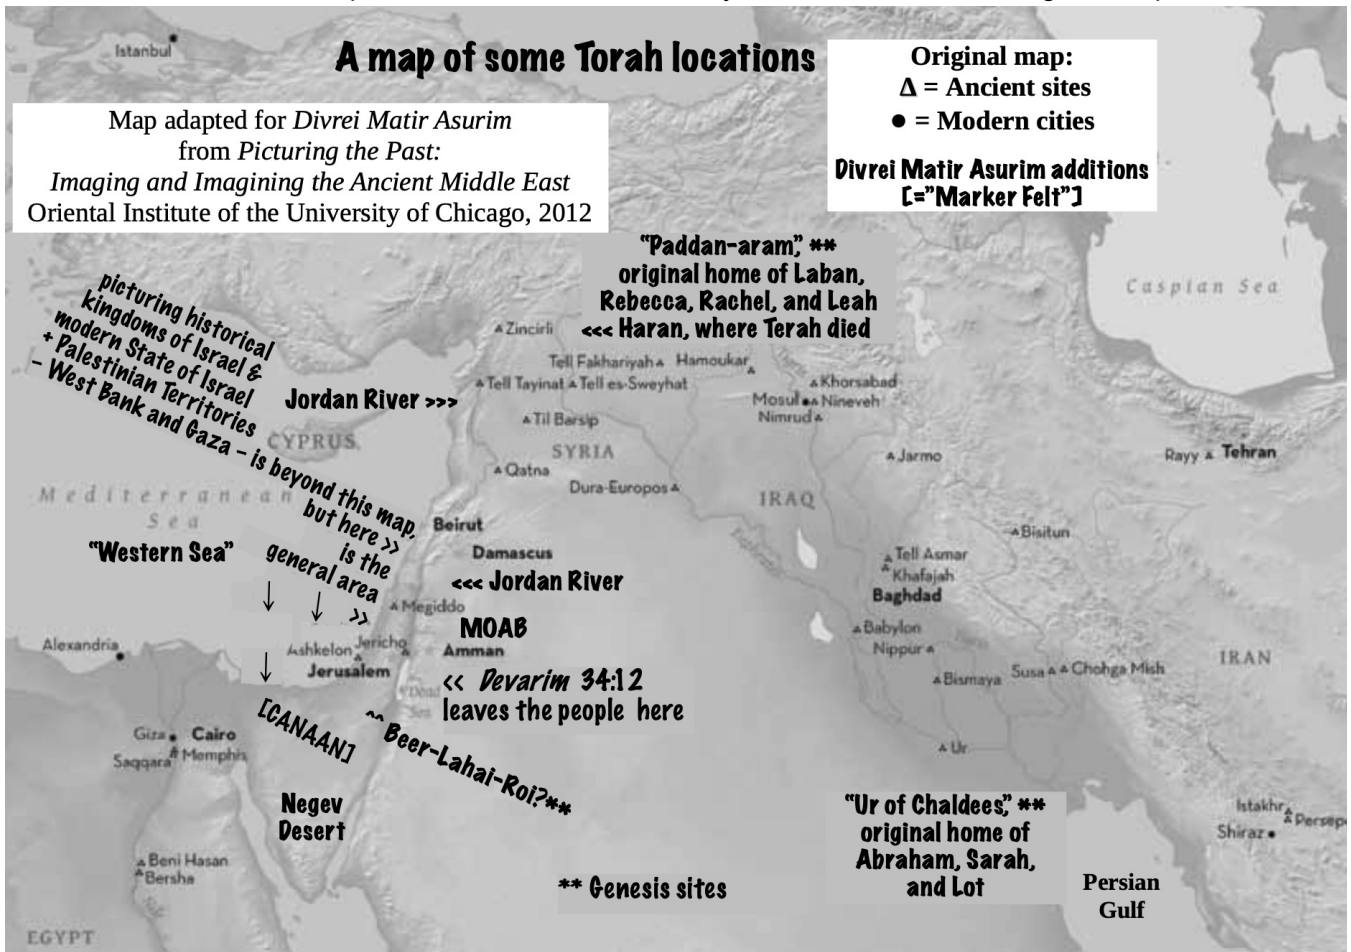 Istanbul
A map of some Torah locations
Map adapted for Divrei Matir Asurim
from Picturing the Past:
Imaging and Imagining the Ancient Middle East
Oriental Institute of the University of Chicago, 2012
Original map:
Δ = Ancient sites
● = Modern cities
Divrei Matir Asurim additions
[="Marker Felt"]
Caspian Sea
"Paddan-aram," **
original home of Laban,
Rebecca, Rachel, and Leah
<<< Haran, where Terah died
picturing historical
kingdoms of Israel &
modern State of Israel
+ Palestinian Territories
– West Bank and Gaza – is beyond this map,
but here >>
is the
general area
>>
Jordan River >>>
Zincirli
Tell Fakhariyah
Hamoukar
Tell Tayinat
Tell es-Sweyhat
Khorsabad
Mosul
Nineveh
Nimrud
Til Barsip
CYPRUS
SYRIA
Qatna
Dura-Europos
Jarmo
Rayy
Tehran
Mediterranean
Sea
IRAQ
Euphrates
Beirut
"Western Sea"
Damascus
<<< Jordan River
Bisitun
Tell Asmar
Khafajah
Baghdad
Megiddo
MOAB
Babylon
Nippur
Alexandria
Ashkelon
Jericho
Amman
Jerusalem
Bismaya
Susa
Chohga Mish
IRAN
Dead
Sea
<< Devarim 34:12
leaves the people here
[CANAAN]
^^ Beer-Lahai-Roi?**
Giza
Cairo
Saqqara
Memphis
Ur
Negev
Desert
"Ur of Chaldees," **
original home of
Abraham, Sarah,
and Lot
Istakhr
Persep
Shiraz
Beni Hasan
Bersha
** Genesis sites
Persian
Gulf
EGYPT